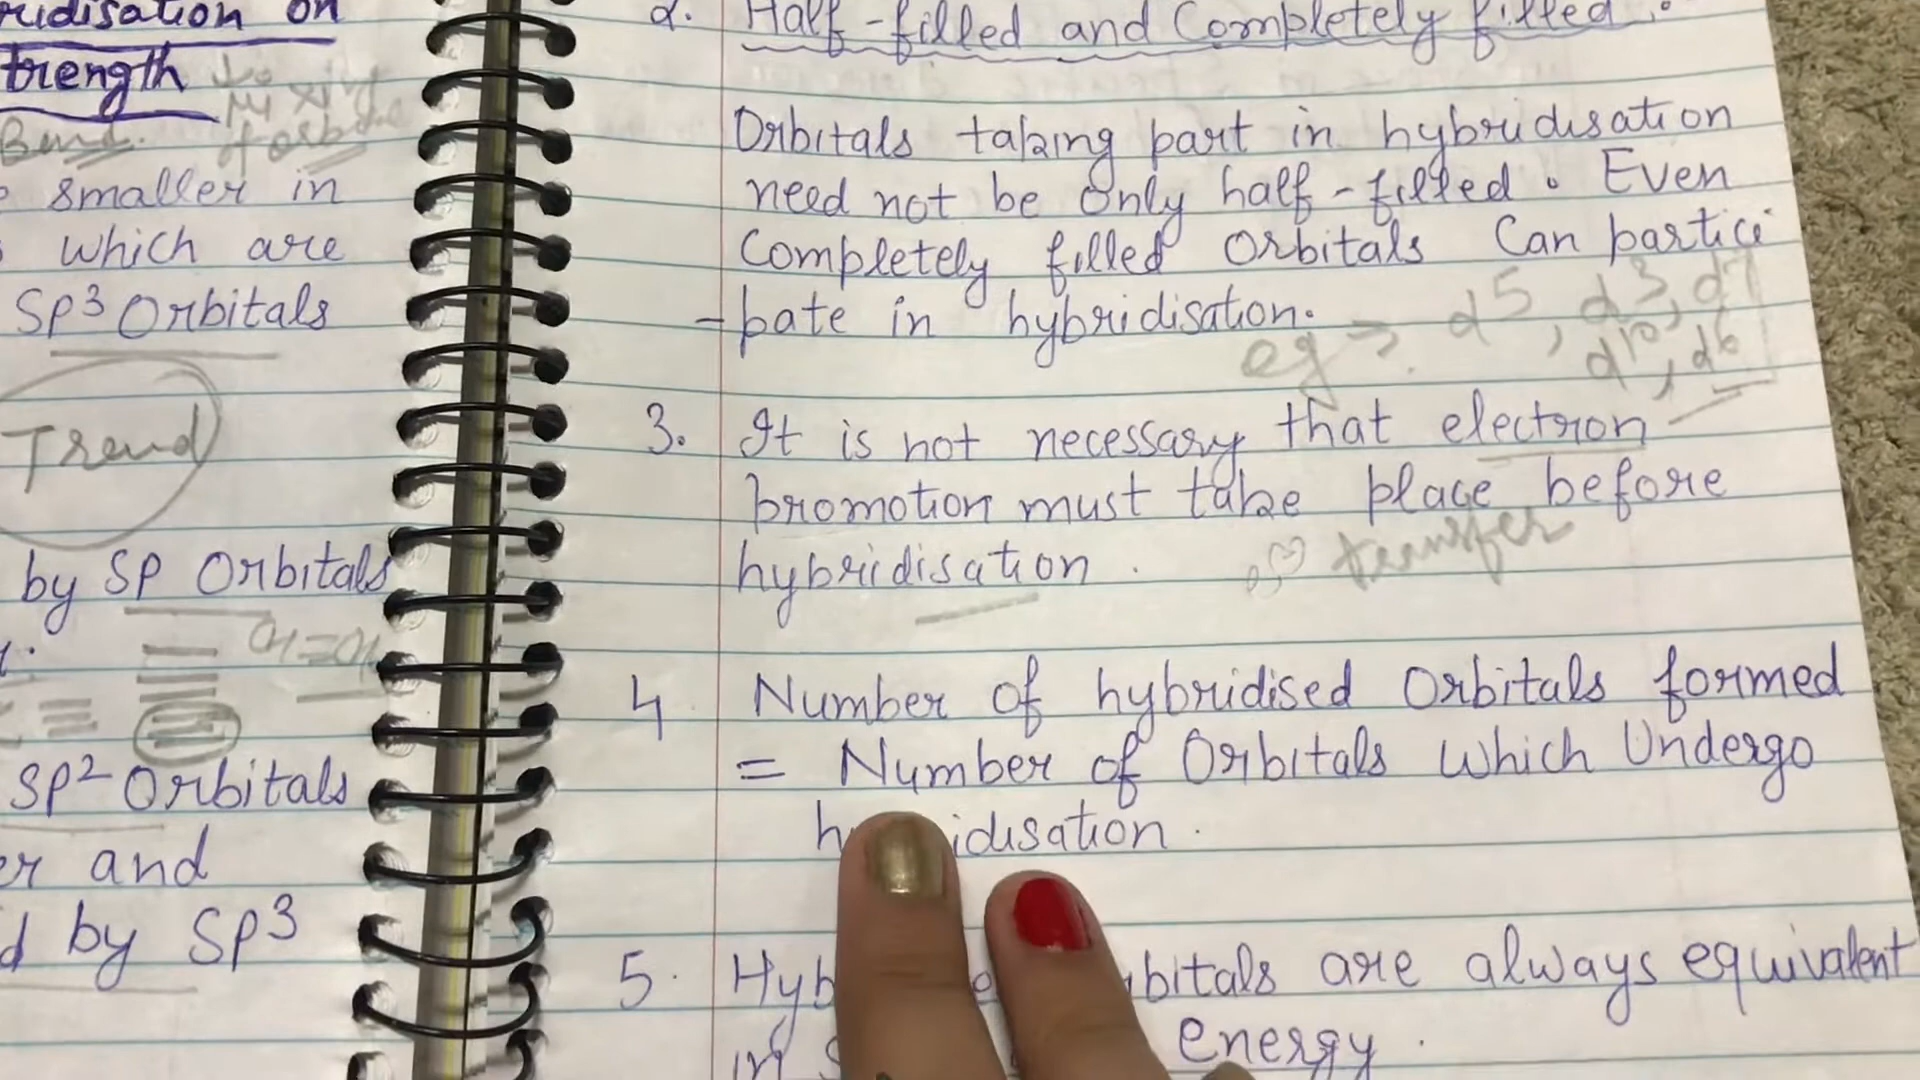 ridisation on
trength
smaller in
which are
SP³ Orbitals
Trend
by SP Orbitals
SP² Orbitals
er and
d by SP³
2. Half-filled and Completely filled :
Orbitals taking part in hybridisation
need not be only half-filled. Even
Completely filled Orbitals Can partici
-pate in hybridisation.
eg → d5, d3, d7
d10, d6
3. It is not necessary that electron
promotion must take place before
hybridisation.
transfer
4 Number of hybridised Orbitals formed
= Number of Orbitals which Undergo
idisation.
5. Hyb bitals are always equivalent
in energy.